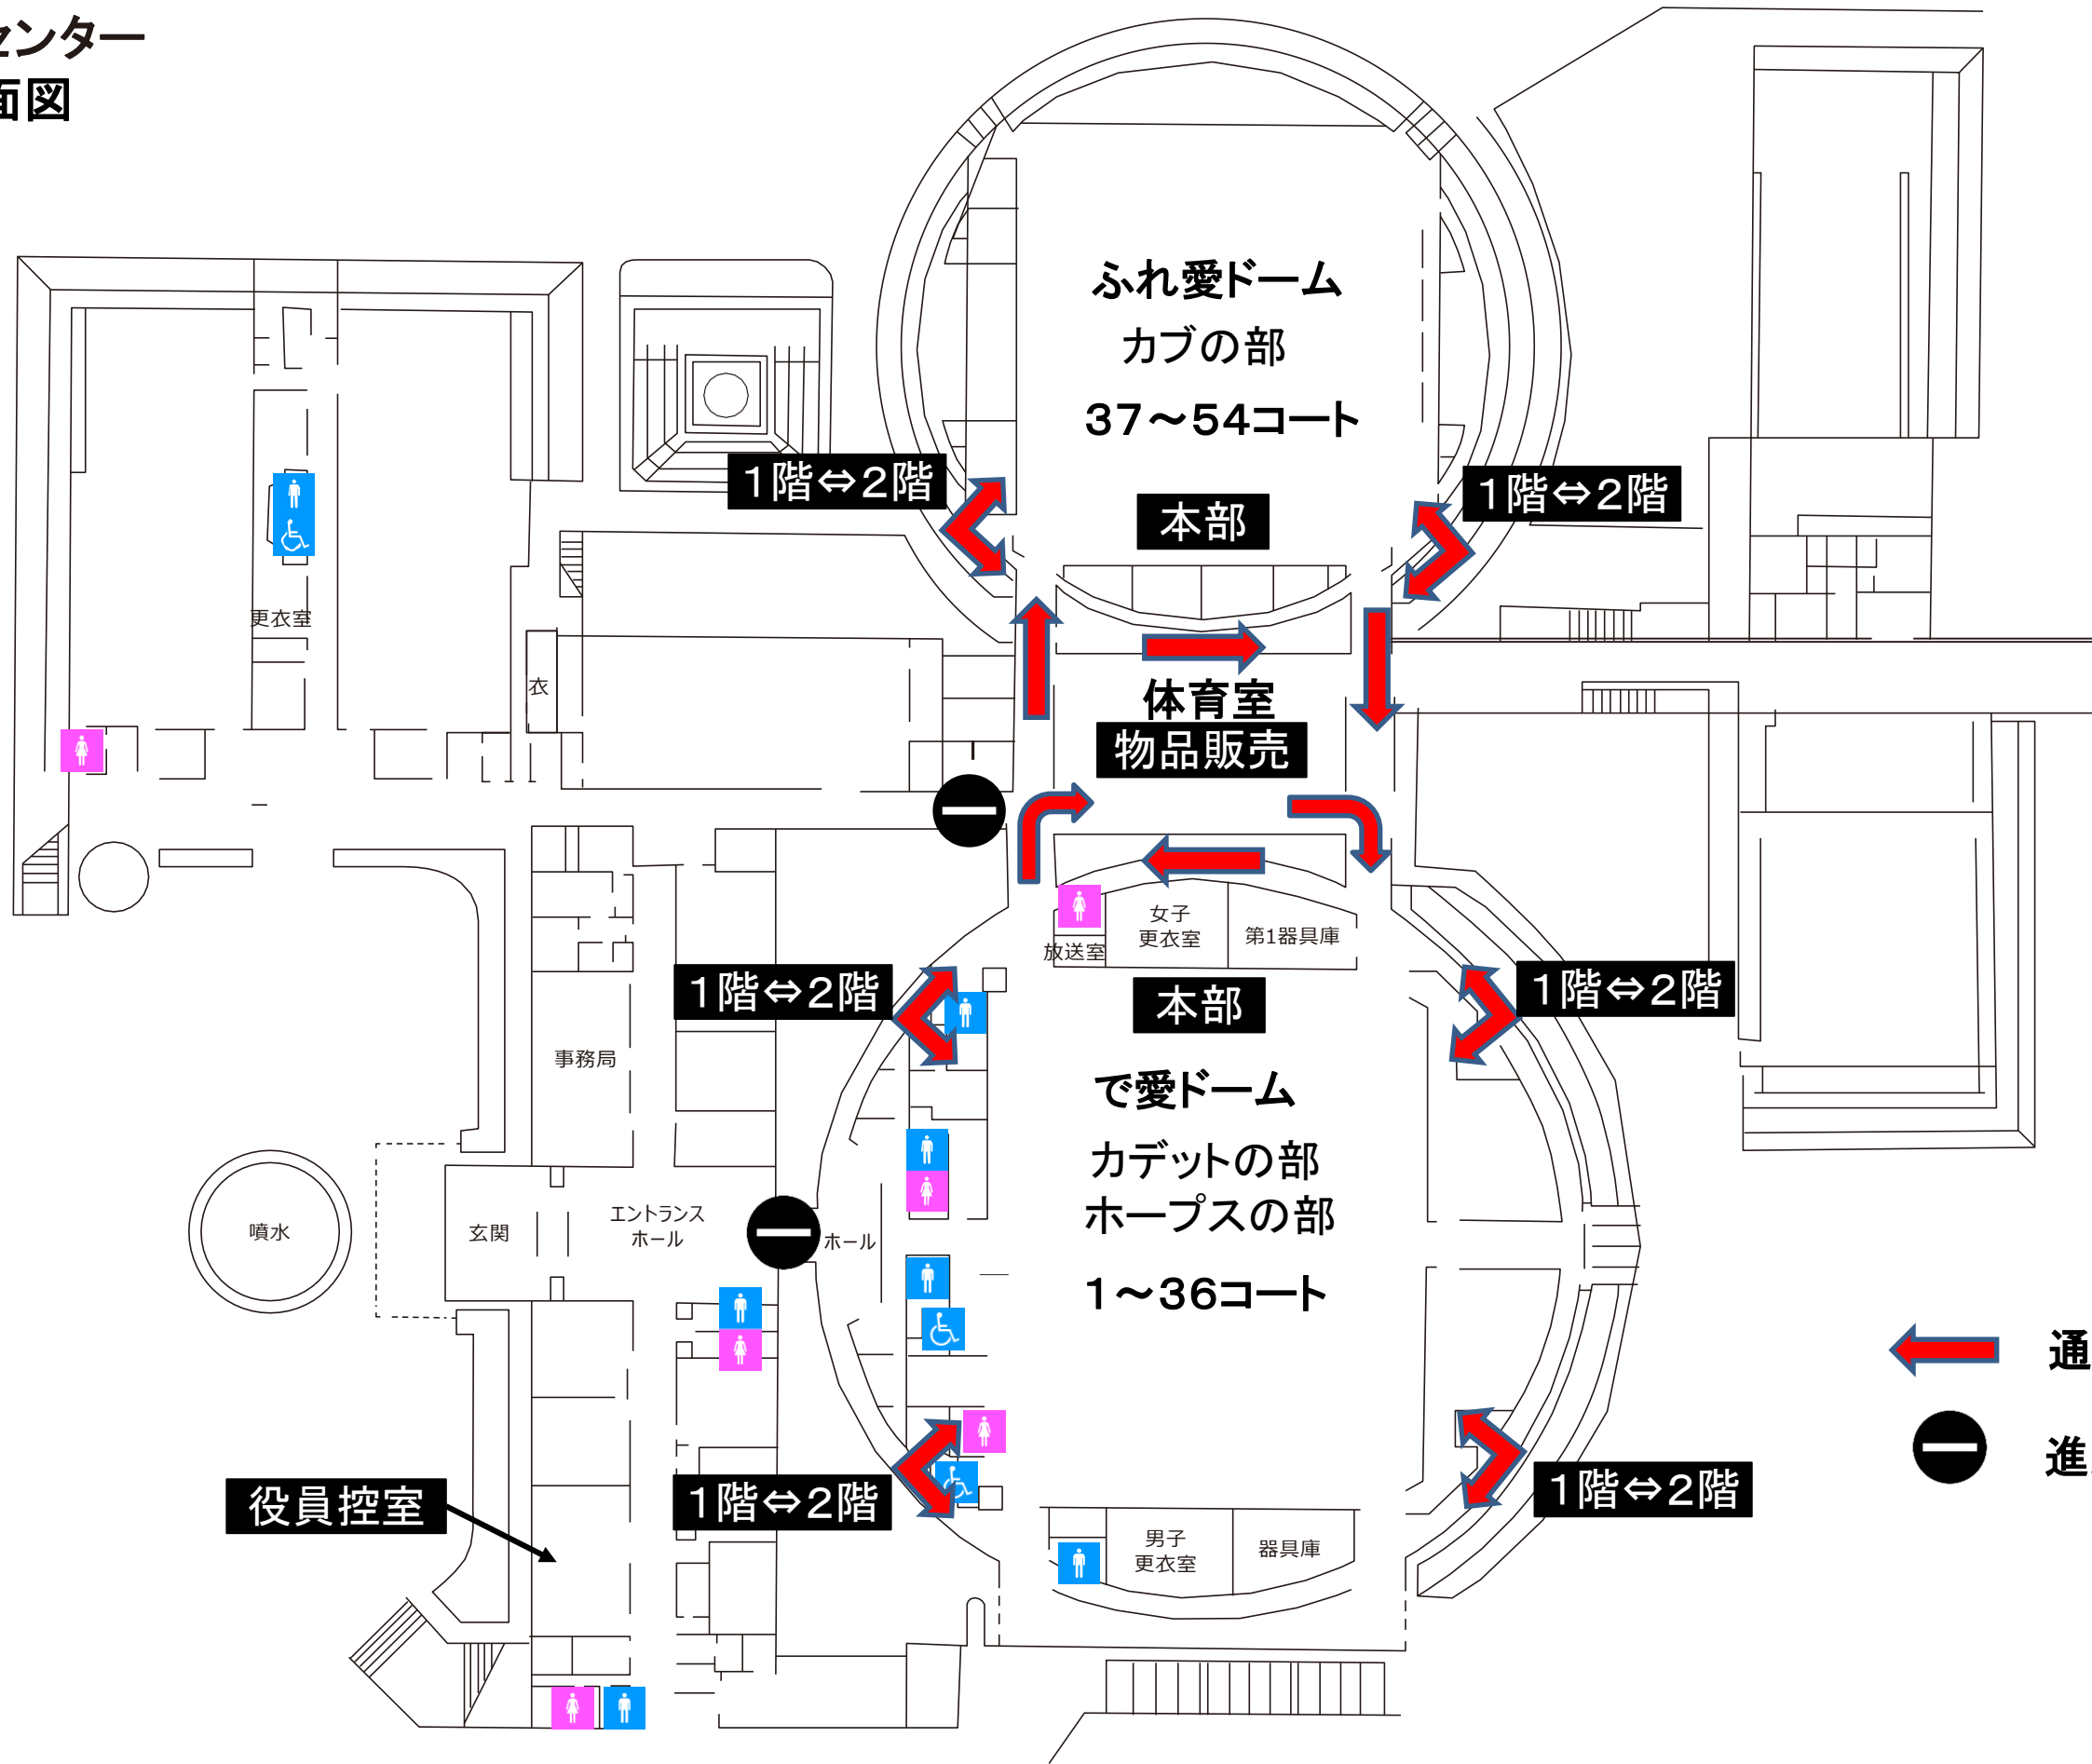 センター
面図
ふれ愛ドーム
カブの部
37～54コート
1階⇔2階
1階⇔2階
本部
更衣室
衣
体育室
物品販売
女子
更衣室
第1器具庫
放送室
1階⇔2階
1階⇔2階
本部
事務局
で愛ドーム
カデットの部
ホープスの部
1～36コート
噴水
玄関
エントランス
ホール
ホール
通
進
役員控室
1階⇔2階
1階⇔2階
男子
更衣室
器具庫